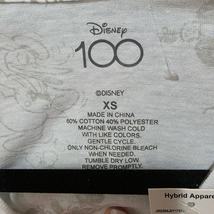 Disney
100
©DISNEY
XS
MADE IN CHINA
60% COTTON 40% POLYESTER
MACHINE WASH COLD
WITH LIKE COLORS.
GENTLE CYCLE.
ONLY NON-CHLORINE BLEACH
WHEN NEEDED.
TUMBLE DRY LOW.
REMOVE PROMPTLY.
Hybrid Appare